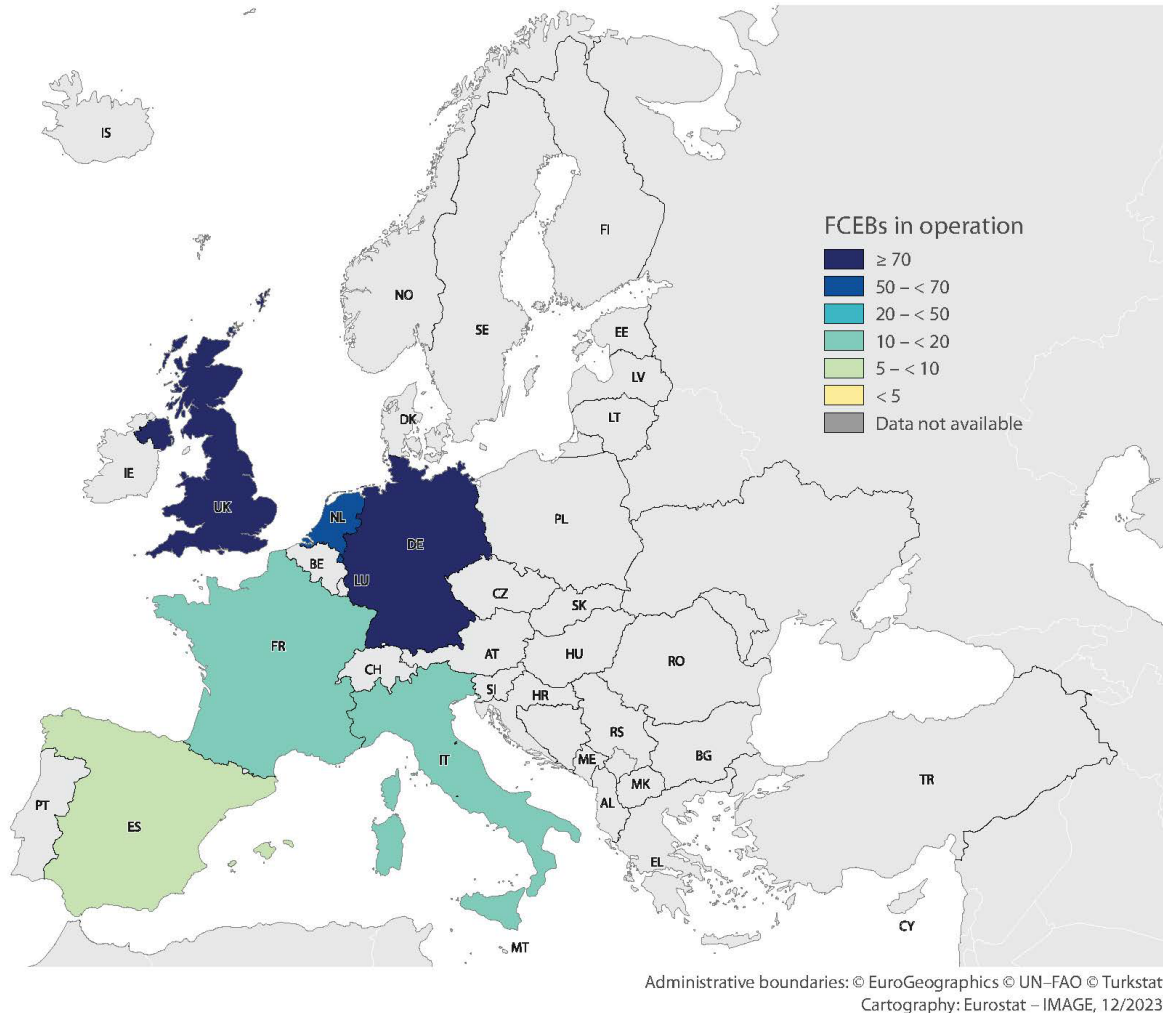 IS
FI
NO
SE
EE
LV
LT
DK
IE
UK
NL
DE
PL
BE
LU
CZ
SK
FR
CH
AT
HU
RO
SI
HR
RS
IT
ME
BG
MK
TR
AL
PT
ES
EL
CY
MT
FCEBs in operation
≥ 70
50 – < 70
20 – < 50
10 – < 20
5 – < 10
< 5
Data not available
Administrative boundaries: © EuroGeographics © UN–FAO © Turkstat
Cartography: Eurostat – IMAGE, 12/2023